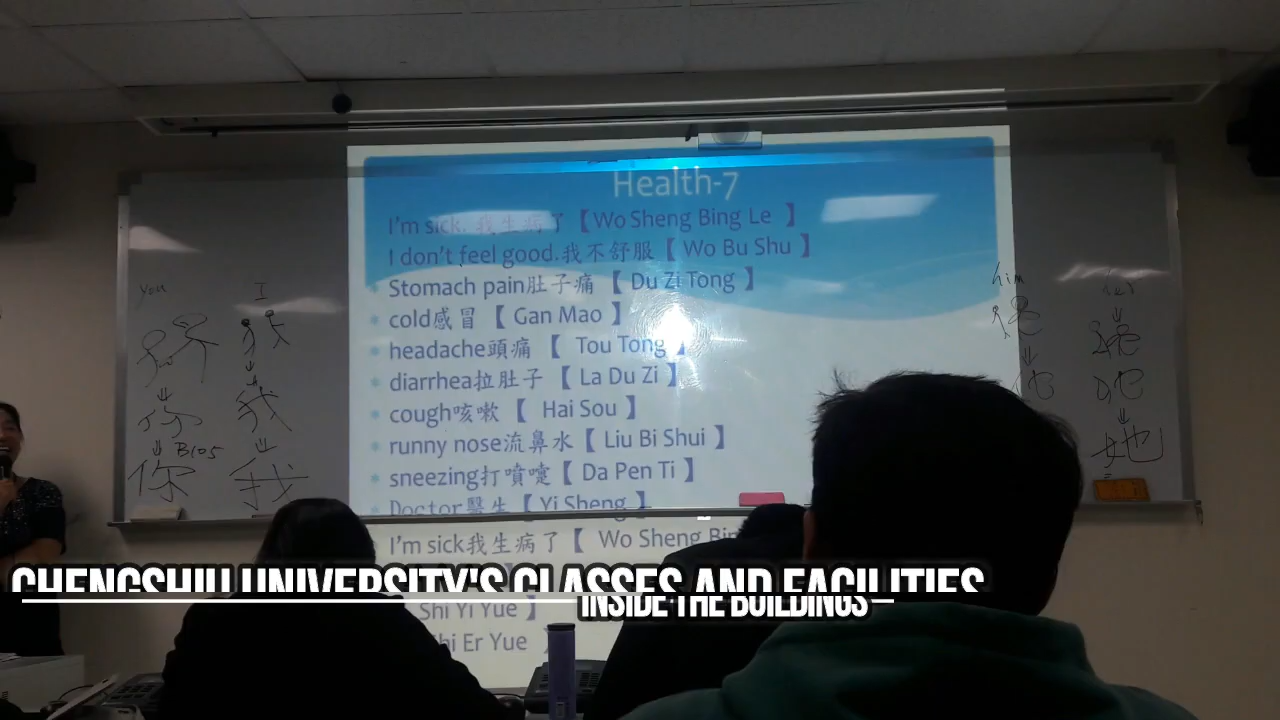 Health-7
I'm sick. 我生病了【Wo Sheng Bing Le 】
I don't feel good.我不舒服【 Wo Bu Shu 】
Stomach pain肚子痛 【 Du Zi Tong 】
cold感冒 【 Gan Mao 】
headache頭痛 【 Tou Tong 】
diarrhea拉肚子【 La Du Zi 】
cough咳嗽【 Hai Sou 】
runny nose流鼻水【 Liu Bi Shui 】
sneezing打噴嚏【 Da Pen Ti 】
Doctor醫生【 Yi Sheng 】
I'm sick我生病了【 Wo Sheng
Shi Yi Yue 】
Er Yue
you
I
你
B105
你
我
我
him
她
CHENGSHIU UNIVERSITY'S CLASSES AND FACILITIES
INSIDE THE BUILDINGS